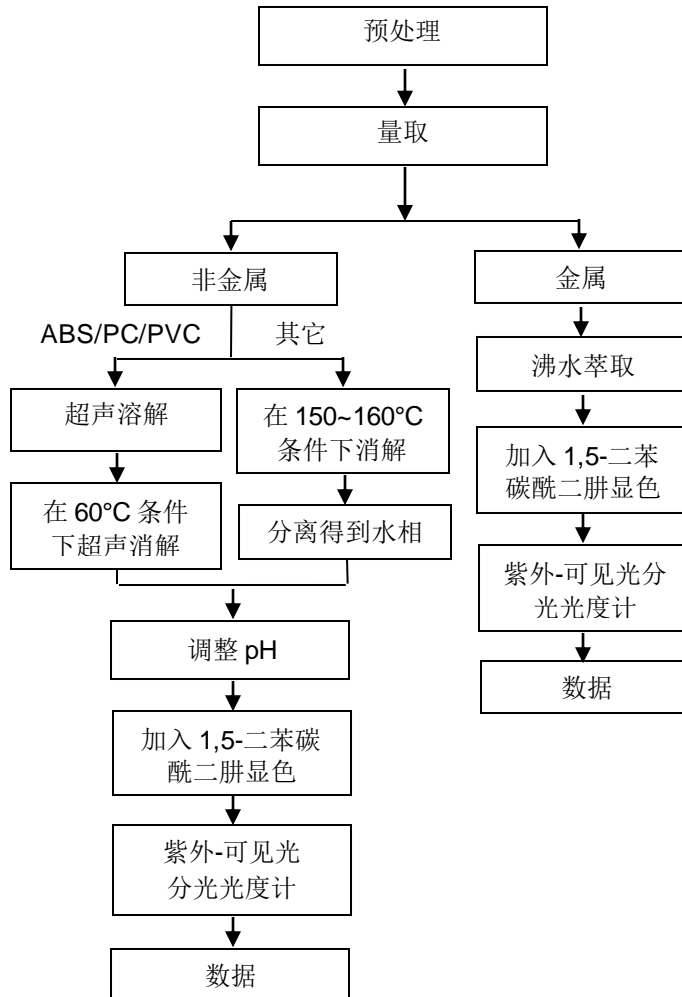 预处理
量取
非金属
金属
ABS/PC/PVC
其它
沸水萃取
超声溶解
在 150~160°C
条件下消解
加入 1,5-二苯
碳酰二肼显色
在 60°C 条件
下超声消解
分离得到水相
紫外-可见光分
光光度计
调整 pH
数据
加入 1,5-二苯碳
酰二肼显色
紫外-可见光
分光光度计
数据